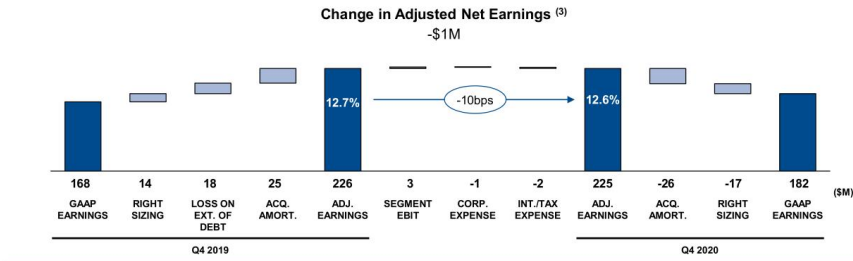 Change in Adjusted Net Earnings (3)
-$1M
12.7%
-10bps
12.6%
168 14 18 25 226 3 -1 -2 225 -26 -17 182 ($M)
GAAP EARNINGS
RIGHT SIZING
LOSS ON EXT. OF DEBT
ACQ. AMORT.
ADJ. EARNINGS
SEGMENT EBIT
CORP. EXPENSE
INT./TAX EXPENSE
ADJ. EARNINGS
ACQ. AMORT.
RIGHT SIZING
GAAP EARNINGS
Q4 2019
Q4 2020